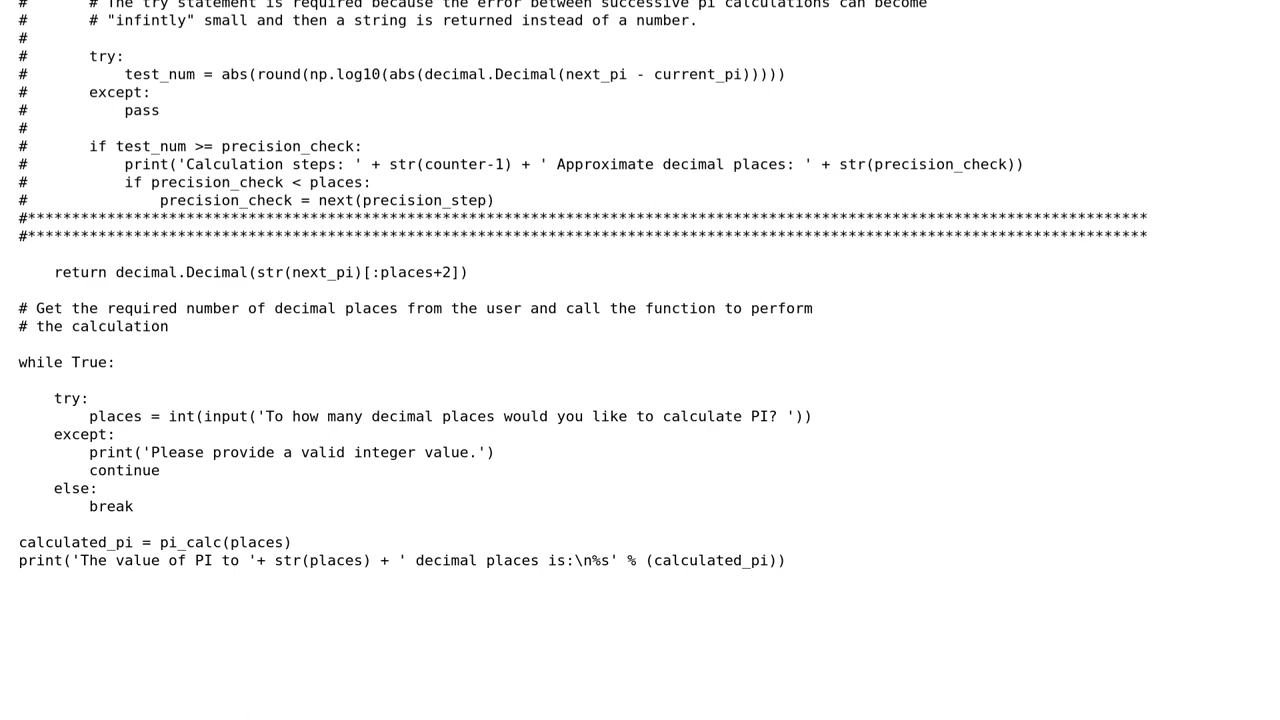 #       # The try statement is required because the error between successive pi calculations can become
#       # "infintly" small and then a string is returned instead of a number.
#
#       try:
#           test_num = abs(round(np.log10(abs(decimal.Decimal(next_pi - current_pi)))))
#       except:
#           pass
#
#       if test_num >= precision_check:
#           print('Calculation steps: ' + str(counter-1) + ' Approximate decimal places: ' + str(precision_check))
#           if precision_check < places:
#               precision_check = next(precision_step)
#*******************************************************************************************************************************
#*******************************************************************************************************************************
    return decimal.Decimal(str(next_pi)[:places+2])
# Get the required number of decimal places from the user and call the function to perform
# the calculation
while True:
    try:
        places = int(input('To how many decimal places would you like to calculate PI? '))
    except:
        print('Please provide a valid integer value.')
        continue
    else:
        break
calculated_pi = pi_calc(places)
print('The value of PI to '+ str(places) + ' decimal places is:\n%s' % (calculated_pi))